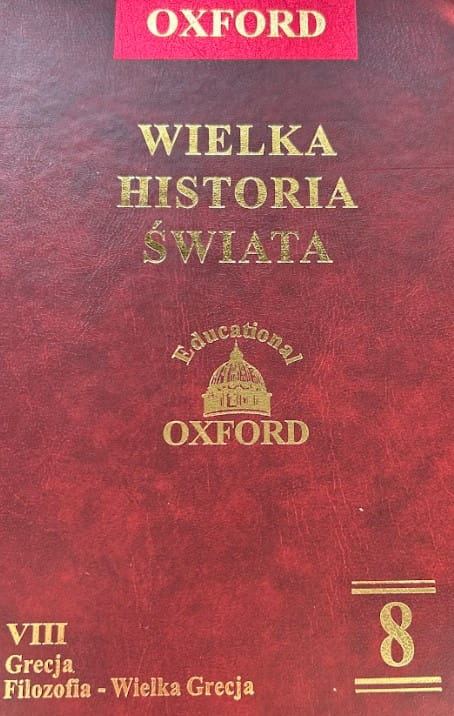 OXFORD
WIELKA
HISTORIA
ŚWIATA
Educational
OXFORD
VIII
Grecja
Filozofia - Wielka Grecja
8